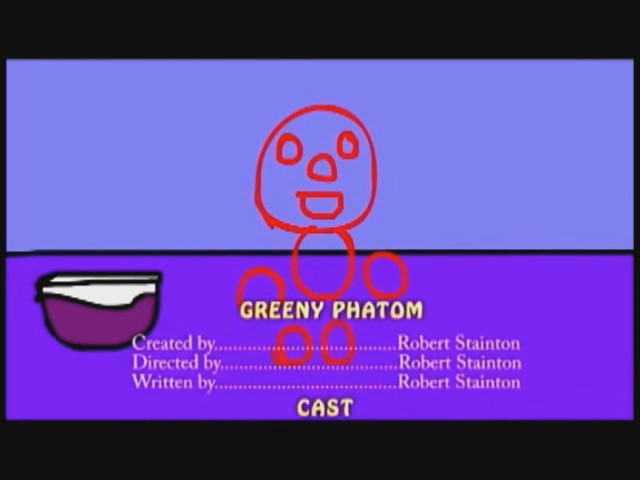 GREENY PHATOM
Created by..................................Robert Stainton
Directed by.................................Robert Stainton
Written by..................................Robert Stainton
CAST